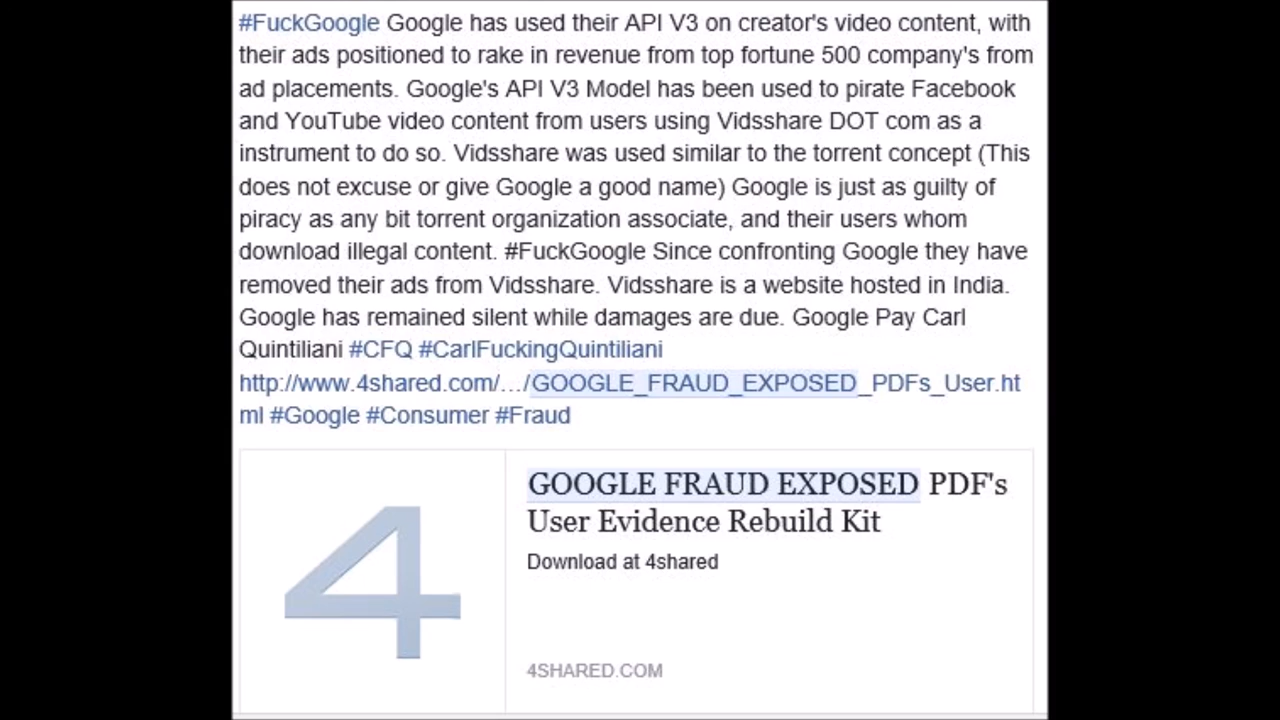 #FuckGoogle Google has used their API V3 on creator's video content, with
their ads positioned to rake in revenue from top fortune 500 company's from
ad placements. Google's API V3 Model has been used to pirate Facebook
and YouTube video content from users using Vidsshare DOT com as a
instrument to do so. Vidsshare was used similar to the torrent concept (This
does not excuse or give Google a good name) Google is just as guilty of
piracy as any bit torrent organization associate, and their users whom
download illegal content. #FuckGoogle Since confronting Google they have
removed their ads from Vidsshare. Vidsshare is a website hosted in India.
Google has remained silent while damages are due. Google Pay Carl
Quintiliani #CFQ #CarlFuckingQuintiliani
http://www.4shared.com/.../GOOGLE_FRAUD_EXPOSED_PDFs_User.ht
ml #Google #Consumer #Fraud
4
GOOGLE FRAUD EXPOSED PDF's
User Evidence Rebuild Kit
Download at 4shared
4SHARED.COM